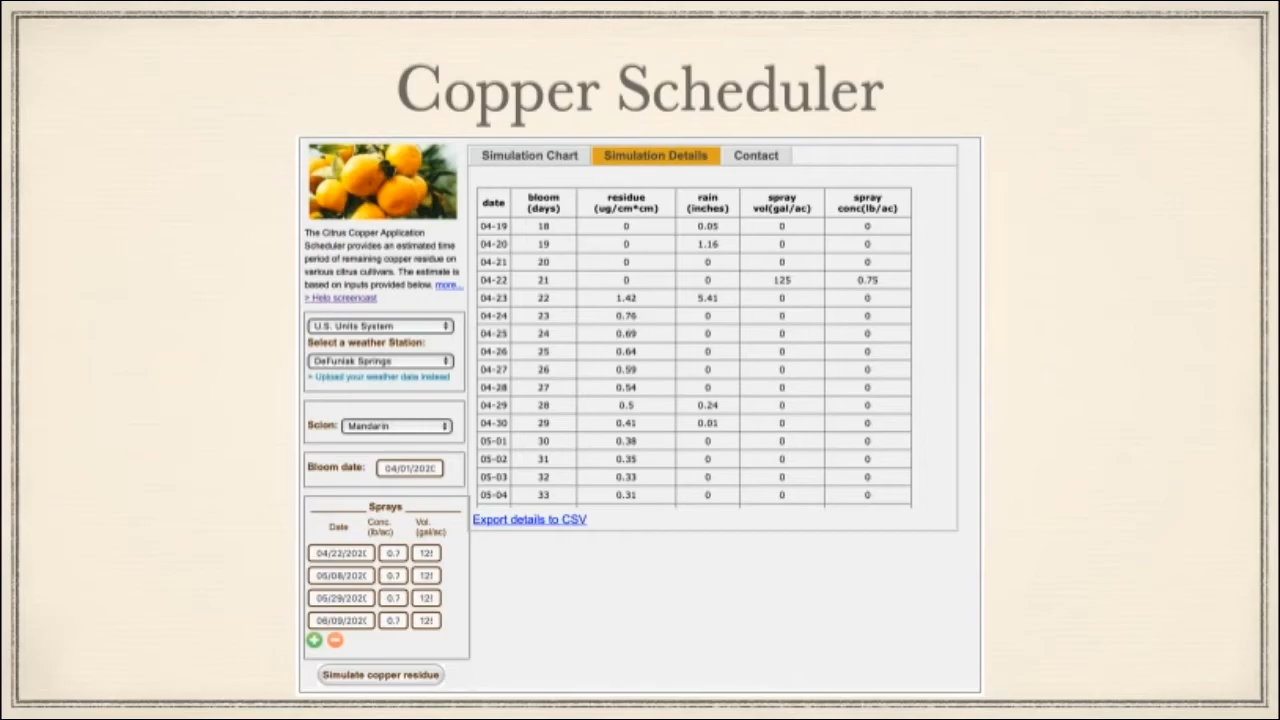 Copper Scheduler
The Citrus Copper Application
Scheduler provides an estimated time
period of remaining copper residue on
various citrus cultivars. The estimate is
based on inputs provided below. more...
> Help screencast
U.S. Units System
Select a weather Station:
DeFuniak Springs
> Upload your weather data instead
Scion: Mandarin
Bloom date: 04/01/202
Sprays
Date Conc. (lb/ac) Vol. (gal/ac)
04/22/202 0.7 12
05/08/202 0.7 12
05/29/202 0.7 12
06/09/202 0.7 12
Simulate copper residue
Simulation Chart Simulation Details Contact
date bloom (days) residue (ug/cm*cm) rain (inches) spray vol(gal/ac) spray conc(lb/ac)
04-19 18 0 0.05 0 0
04-20 19 0 1.16 0 0
04-21 20 0 0 0 0
04-22 21 0 0 125 0.75
04-23 22 1.42 5.41 0 0
04-24 23 0.76 0 0 0
04-25 24 0.69 0 0 0
04-26 25 0.64 0 0 0
04-27 26 0.59 0 0 0
04-28 27 0.54 0 0 0
04-29 28 0.5 0.24 0 0
04-30 29 0.41 0.01 0 0
05-01 30 0.38 0 0 0
05-02 31 0.35 0 0 0
05-03 32 0.33 0 0 0
05-04 33 0.31 0 0 0
Export details to CSV